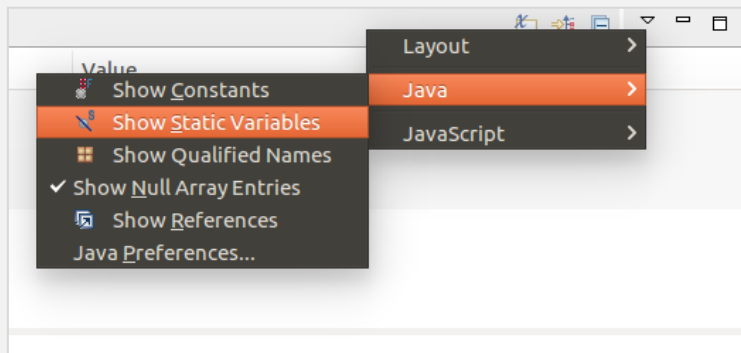 Value
Layout
Java
JavaScript
Show Constants
Show Static Variables
Show Qualified Names
Show Null Array Entries
Show References
Java Preferences...